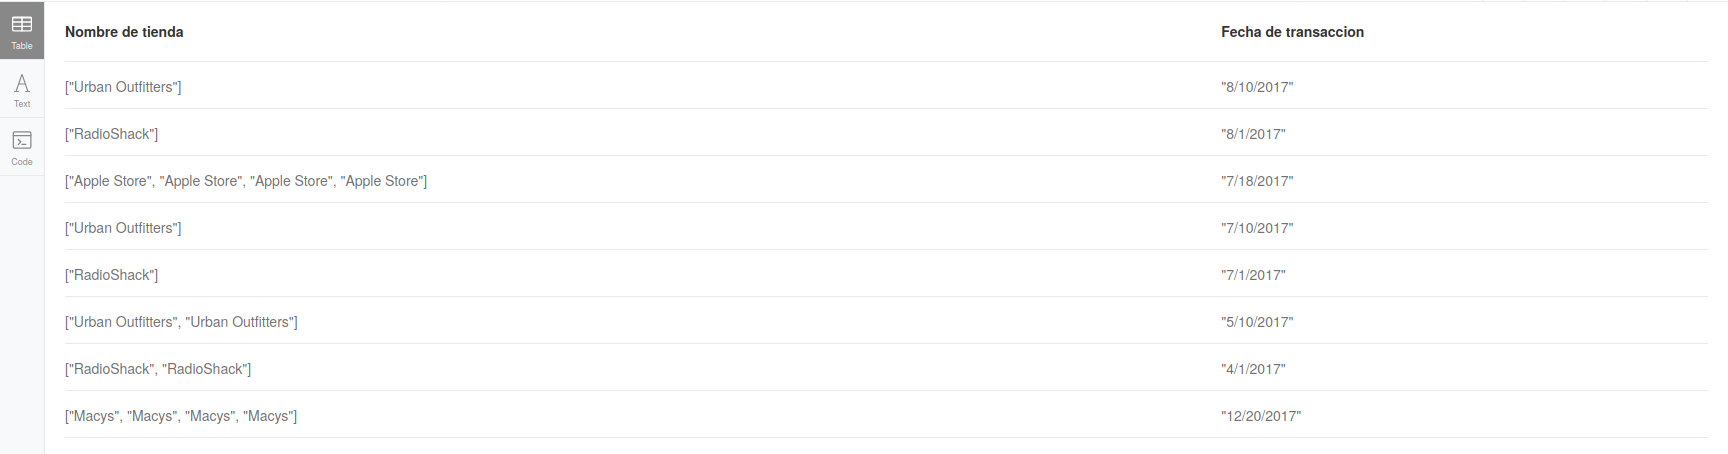 Table
Text
Code
Nombre de tienda Fecha de transaccion
["Urban Outfitters"] "8/10/2017"
["RadioShack"] "8/1/2017"
["Apple Store", "Apple Store", "Apple Store", "Apple Store"] "7/18/2017"
["Urban Outfitters"] "7/10/2017"
["RadioShack"] "7/1/2017"
["Urban Outfitters", "Urban Outfitters"] "5/10/2017"
["RadioShack", "RadioShack"] "4/1/2017"
["Macys", "Macys", "Macys", "Macys"] "12/20/2017"